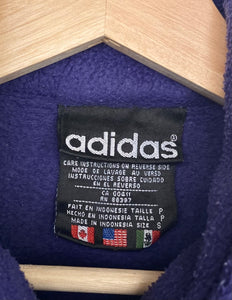 adidas®
CARE INSTRUCTIONS ON REVERSE SIDE
MODE DE LAVAGE AU VERSO
INSTRUCCIONES SOBRE CUIDADO
EN EL REVERSO
CA 00411
RN 88387
FAIT EN INDONESIE TAILLE P
HECHO EN INDONESIA TALLA P
MADE IN INDONESIA SIZE S